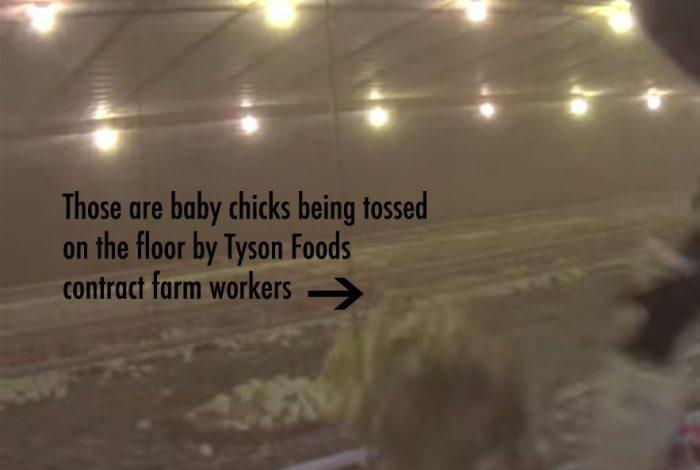 Those are baby chicks being tossed
on the floor by Tyson Foods
contract farm workers →